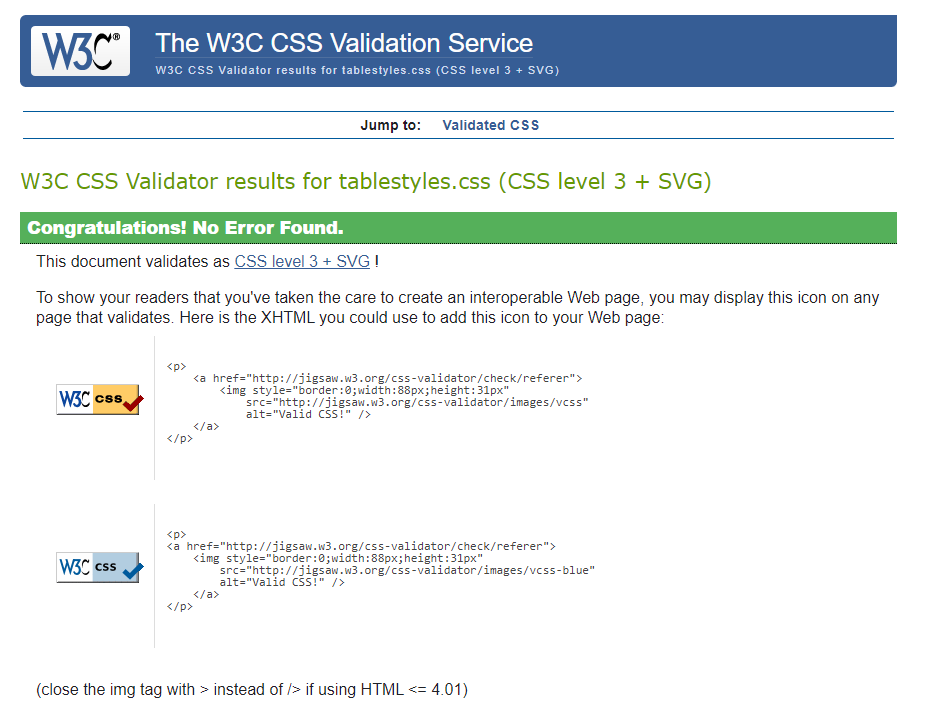 W3C®
The W3C CSS Validation Service
W3C CSS Validator results for tablestyles.css (CSS level 3 + SVG)
Jump to: Validated CSS
W3C CSS Validator results for tablestyles.css (CSS level 3 + SVG)
Congratulations! No Error Found.
This document validates as CSS level 3 + SVG !
To show your readers that you've taken the care to create an interoperable Web page, you may display this icon on any
page that validates. Here is the XHTML you could use to add this icon to your Web page:
W3C css
<p>
<a href="http://jigsaw.w3.org/css-validator/check/referer">
<img style="border:0;width:88px;height:31px"
src="http://jigsaw.w3.org/css-validator/images/vcss"
alt="Valid CSS!" />
</a>
</p>
W3C css
<p>
<a href="http://jigsaw.w3.org/css-validator/check/referer">
<img style="border:0;width:88px;height:31px"
src="http://jigsaw.w3.org/css-validator/images/vcss-blue"
alt="Valid CSS!" />
</a>
</p>
(close the img tag with > instead of /> if using HTML <= 4.01)